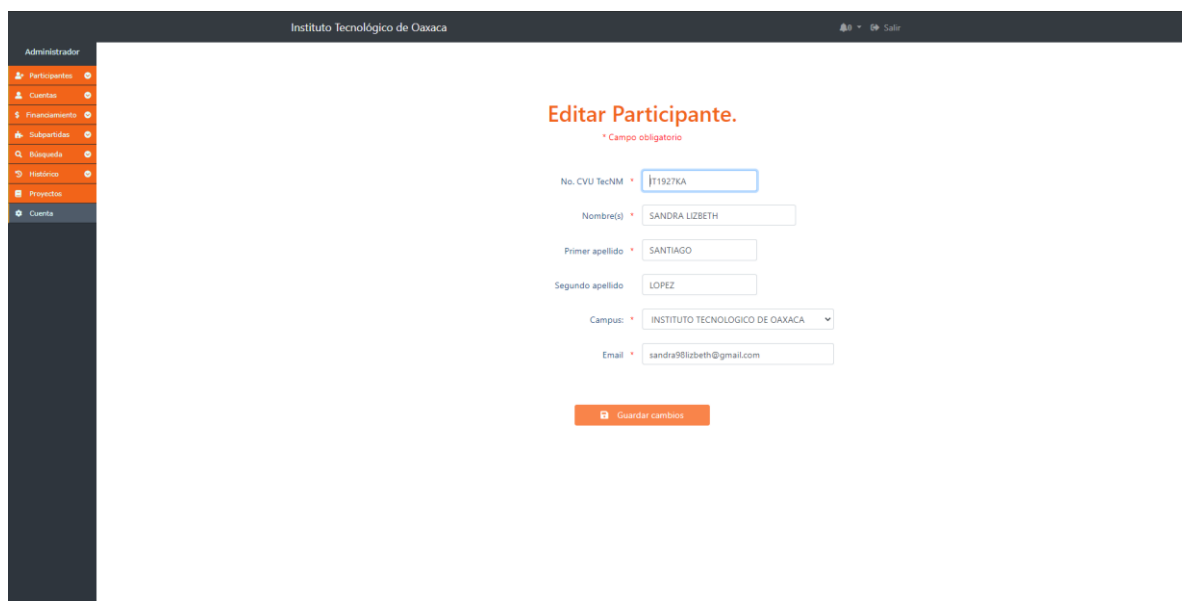 Instituto Tecnológico de Oaxaca
0 Salir
Administrador
Participantes
Cuentas
$ Financiamiento
Subpartidas
Búsqueda
Histórico
Proyectos
Cuenta
Editar Participante.
* Campo obligatorio
No. CVU TecNM * IT1927KA
Nombre(s) * SANDRA LIZBETH
Primer apellido * SANTIAGO
Segundo apellido LOPEZ
Campus: * INSTITUTO TECNOLOGICO DE OAXACA
Email * sandra98lizbeth@gmail.com
Guardar cambios